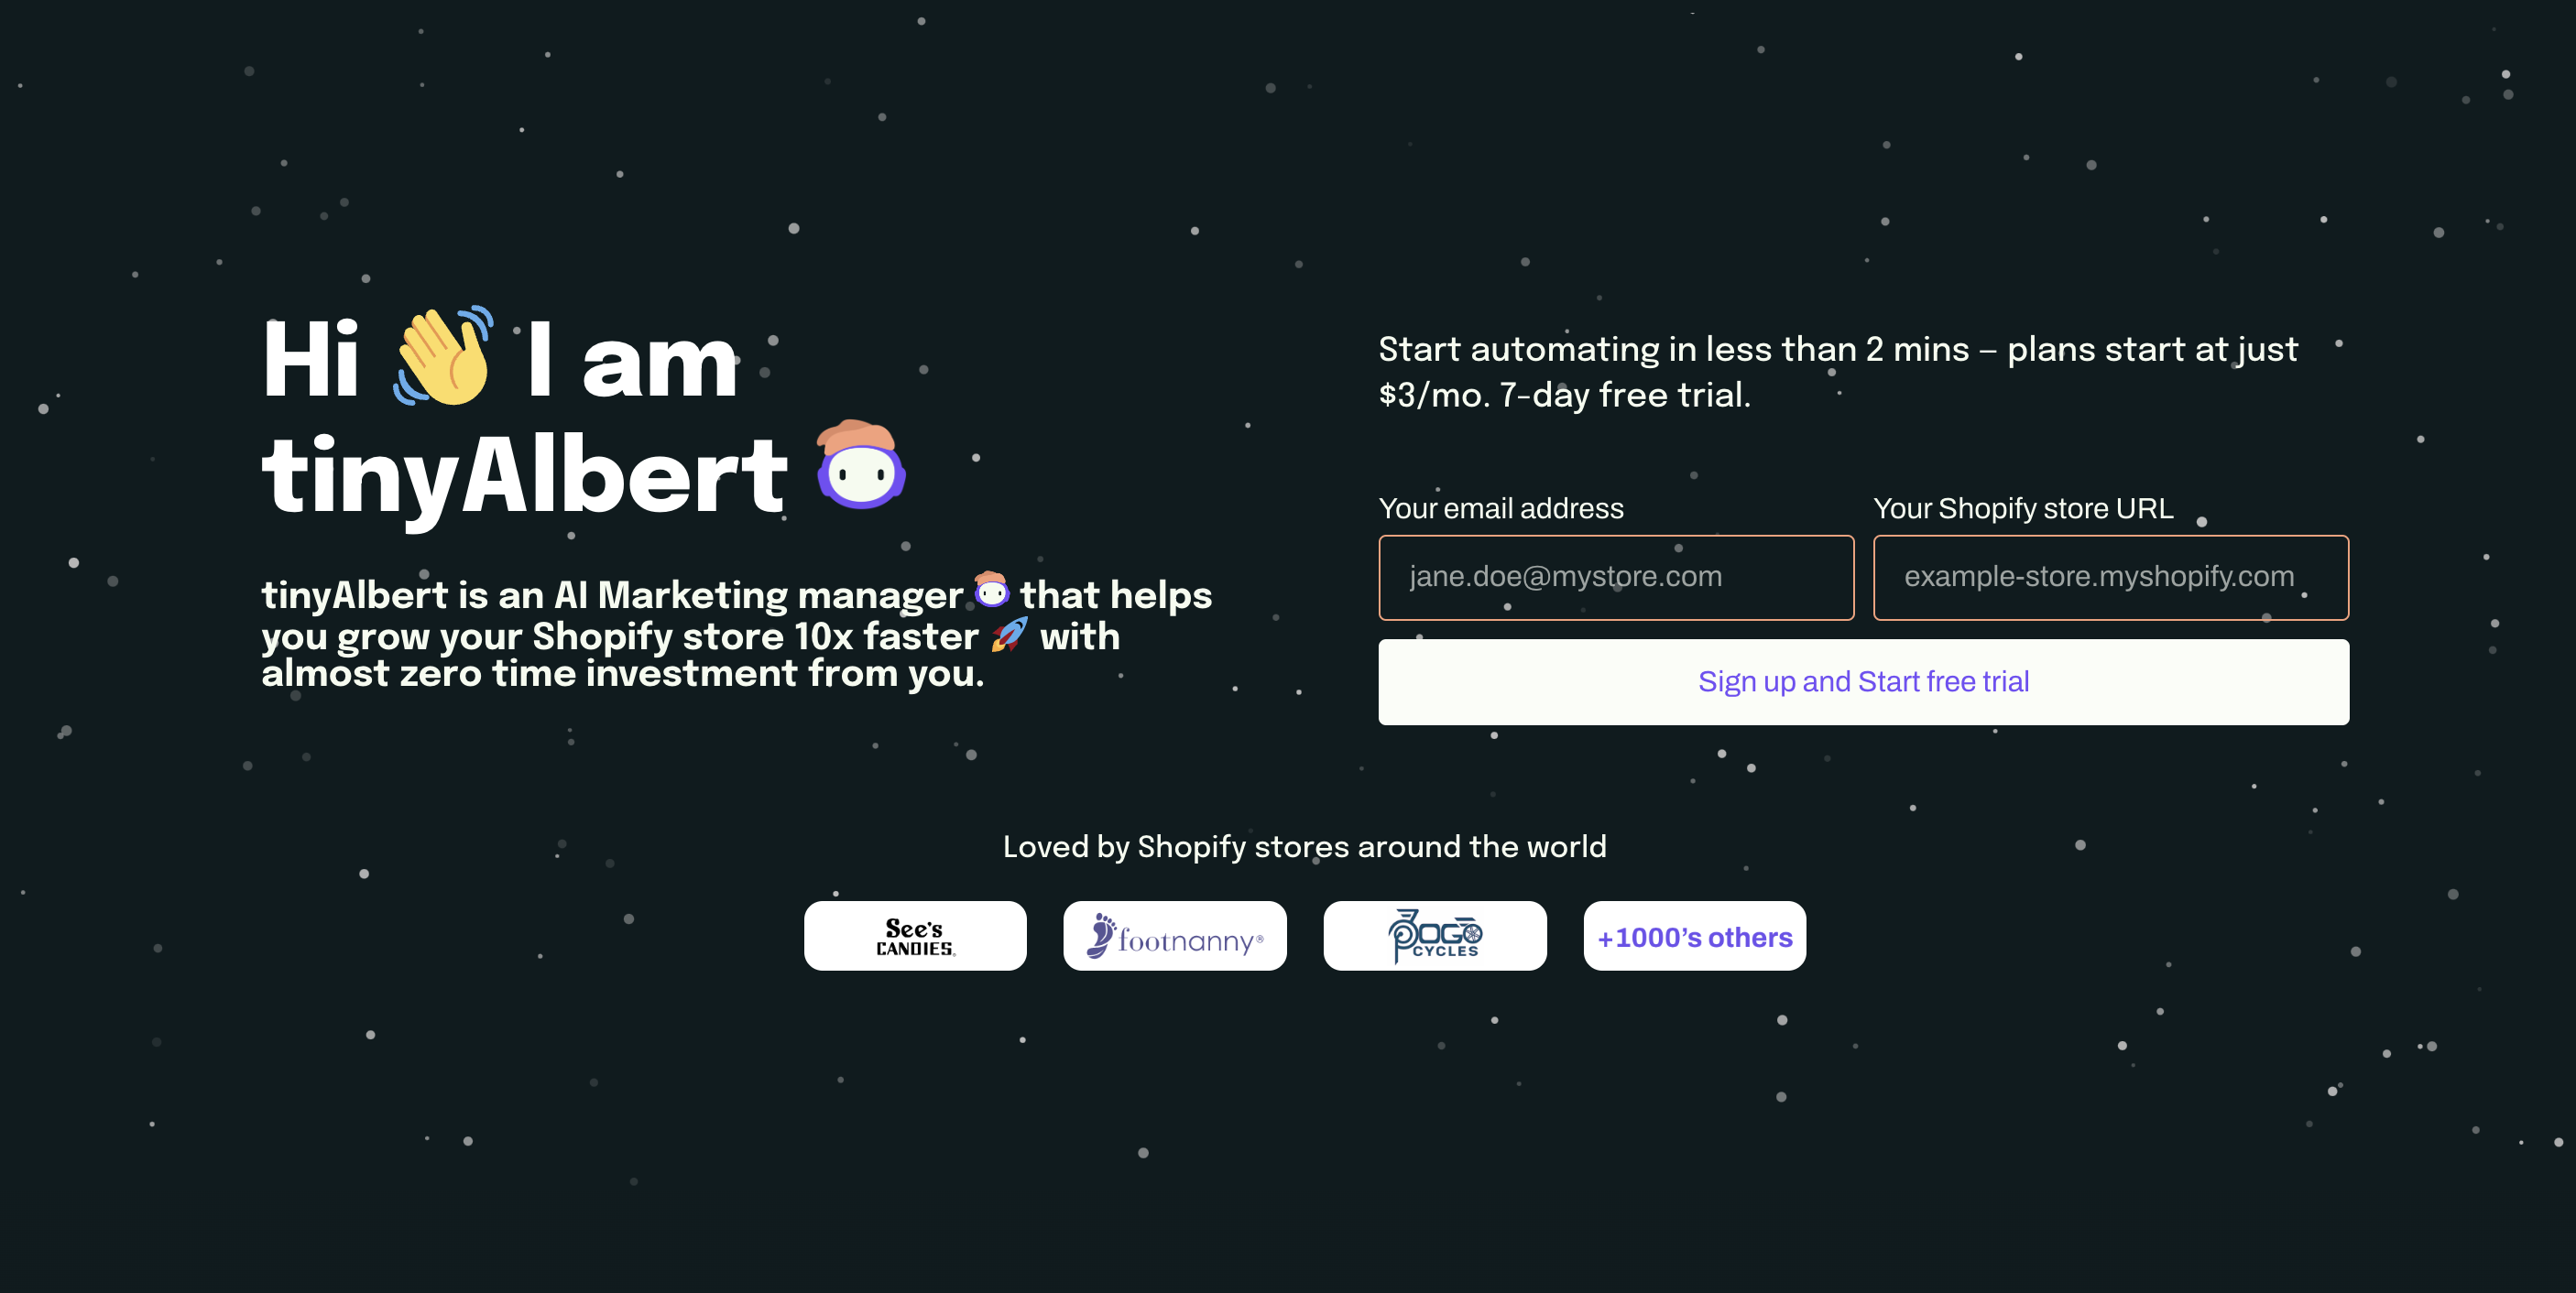 Hi 👋 I am
tinyAlbert
tinyAlbert is an AI Marketing manager that helps
you grow your Shopify store 10x faster 🚀 with
almost zero time investment from you.
Start automating in less than 2 mins – plans start at just
$3/mo. 7-day free trial.
Your email address
Your Shopify store URL
jane.doe@mystore.com
example-store.myshopify.com
Sign up and Start free trial
Loved by Shopify stores around the world
See's
CANDIES®
footnanny®
POGO
CYCLES
+1000’s others